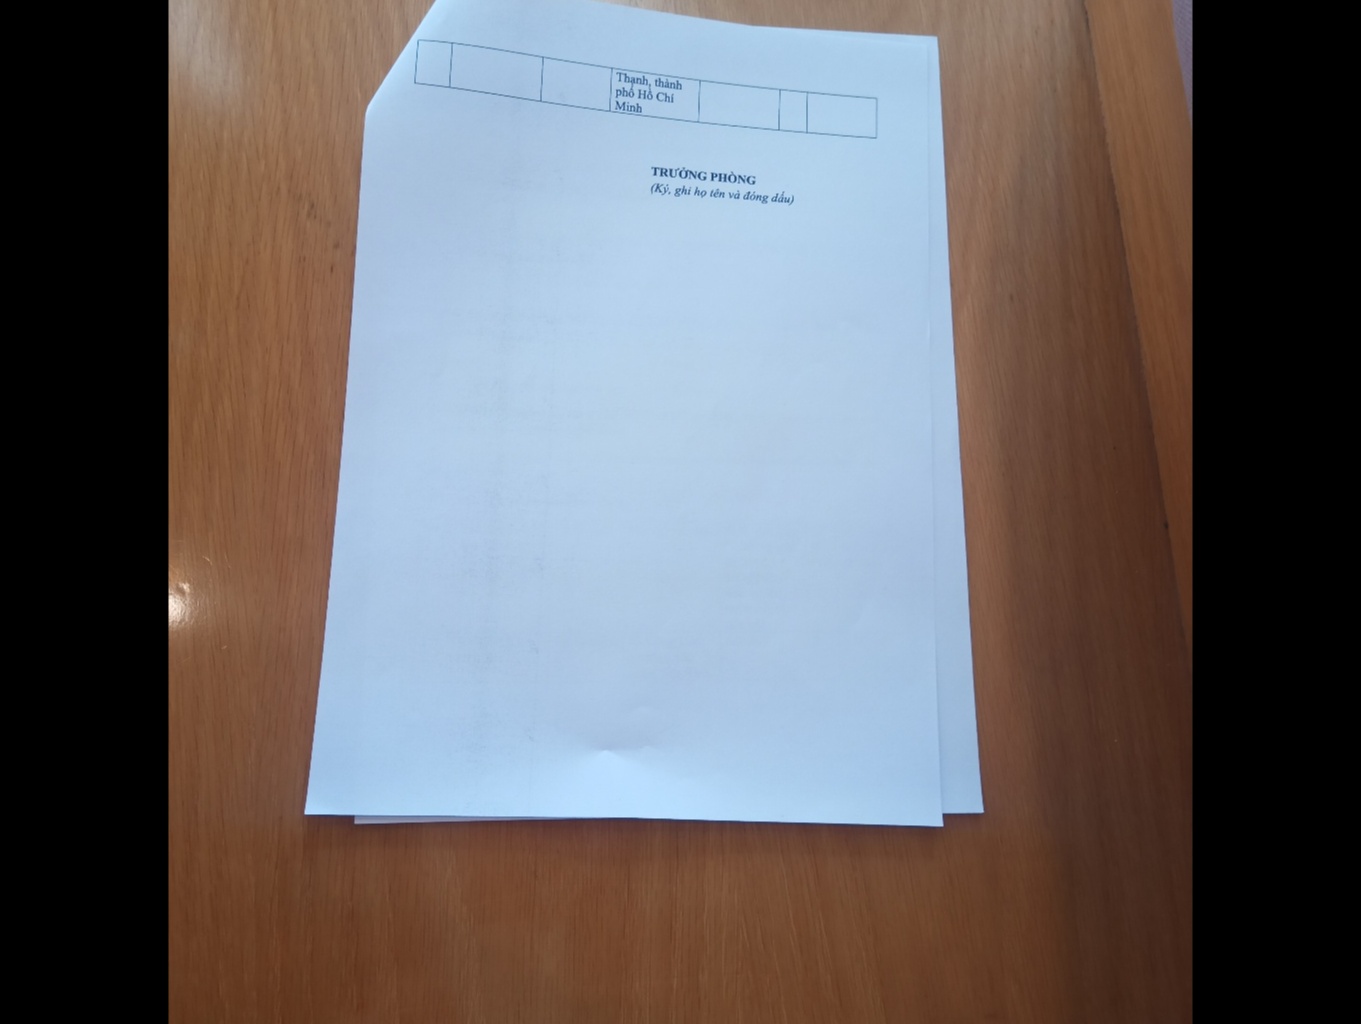 Thạnh, thành
phố Hồ Chí
Minh
TRƯỞNG PHÒNG
(Ký, ghi họ tên và đóng dấu)